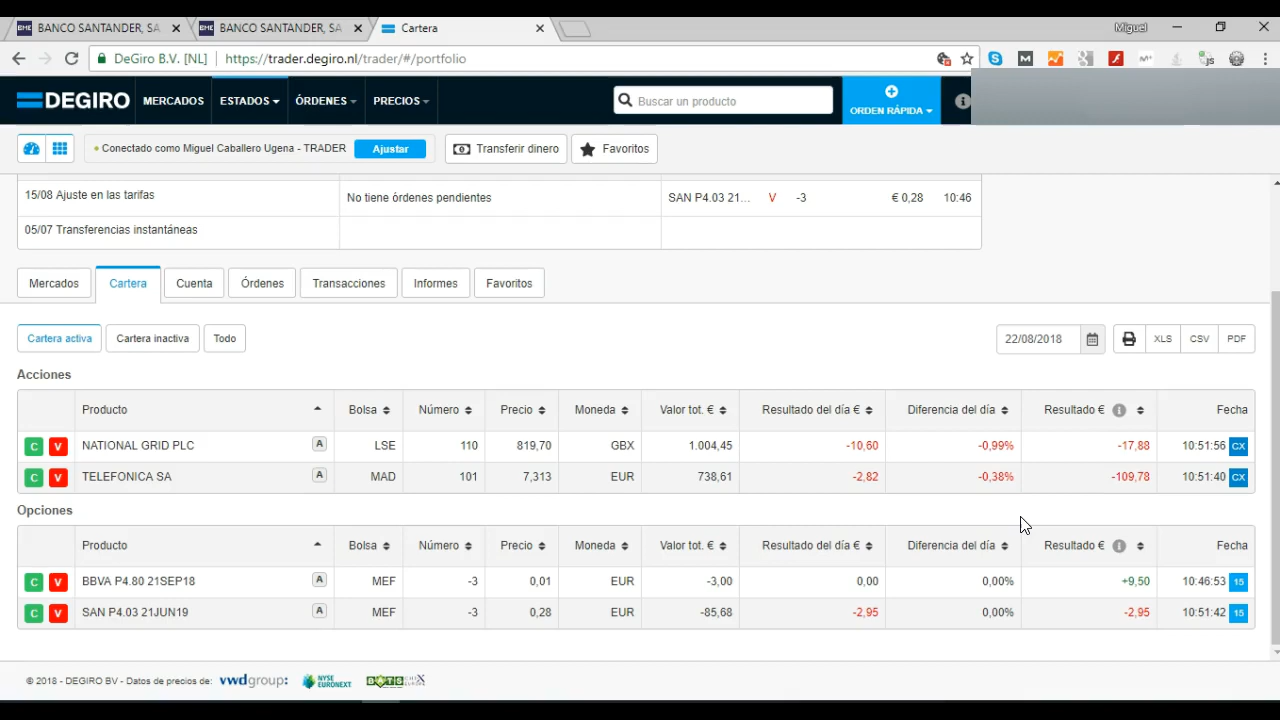 BANCO SANTANDER, SA
BANCO SANTANDER, SA
Cartera
Miguel
DeGiro B.V. [NL]
https://trader.degiro.nl/trader/#/portfolio
DEGIRO
MERCADOS
ESTADOS
ÓRDENES
PRECIOS
Buscar un producto
ORDEN RÁPIDA
Conectado como Miguel Caballero Ugena - TRADER
Ajustar
Transferir dinero
Favoritos
15/08 Ajuste en las tarifas
No tiene órdenes pendientes
SAN P4.03 21... V -3 € 0,28 10:46
05/07 Transferencias instantáneas
Mercados
Cartera
Cuenta
Órdenes
Transacciones
Informes
Favoritos
Cartera activa
Cartera inactiva
Todo
22/08/2018
XLS
CSV
PDF
Acciones
Producto Bolsa Número Precio Moneda Valor tot. € Resultado del día € Diferencia del día Resultado € Fecha
C V NATIONAL GRID PLC A LSE 110 819,70 GBX 1.004,45 -10,60 -0,99% -17,88 10:51:56 CX
C V TELEFONICA SA A MAD 101 7,313 EUR 738,61 -2,82 -0,38% -109,78 10:51:40 CX
Opciones
Producto Bolsa Número Precio Moneda Valor tot. € Resultado del día € Diferencia del día Resultado € Fecha
C V BBVA P4.80 21SEP18 A MEF -3 0,01 EUR -3,00 0,00 0,00% +9,50 10:46:53 15
C V SAN P4.03 21JUN19 A MEF -3 0,28 EUR -85,68 -2,95 0,00% -2,95 10:51:42 15
© 2018 - DEGIRO BV - Datos de precios de: vwdgroup: NYSE EURONEXT BATS